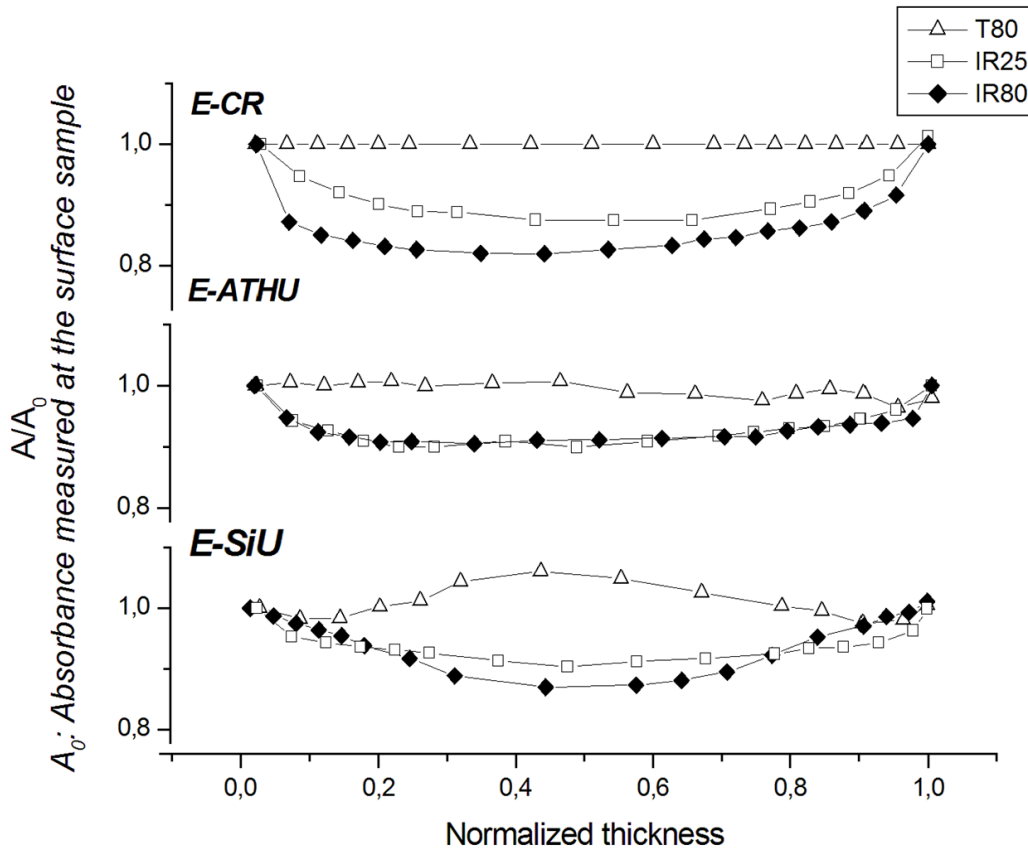 T80
IR25
IR80
E-CR
1,0
0,8
E-ATHU
1,0
0,8
E-SiU
1,0
0,8
0,0 0,2 0,4 0,6 0,8 1,0
Normalized thickness
A/A0
A0: Absorbance measured at the surface sample